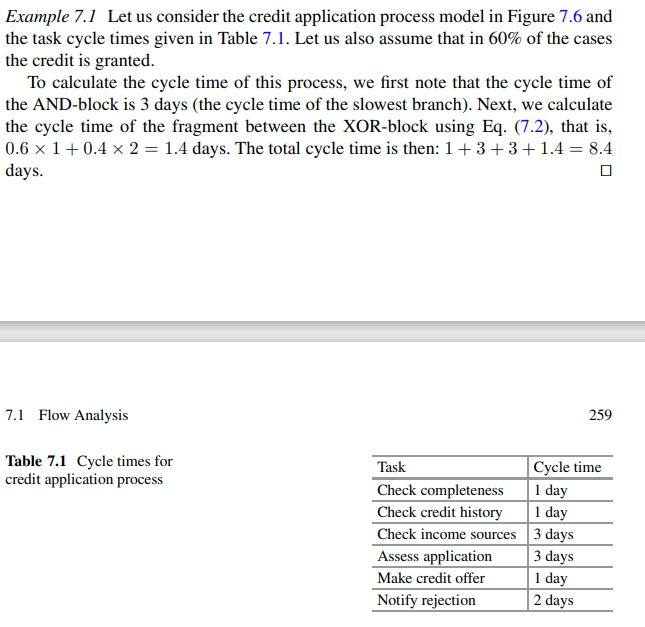 Example 7.1 Let us consider the credit application process model in Figure 7.6 and
the task cycle times given in Table 7.1. Let us also assume that in 60% of the cases
the credit is granted.
To calculate the cycle time of this process, we first note that the cycle time of
the AND-block is 3 days (the cycle time of the slowest branch). Next, we calculate
the cycle time of the fragment between the XOR-block using Eq. (7.2), that is,
0.6 × 1 + 0.4 × 2 = 1.4 days. The total cycle time is then: 1 + 3 + 3 + 1.4 = 8.4
days. □
7.1 Flow Analysis 259
Table 7.1 Cycle times for
credit application process
Task Cycle time
Check completeness 1 day
Check credit history 1 day
Check income sources 3 days
Assess application 3 days
Make credit offer 1 day
Notify rejection 2 days